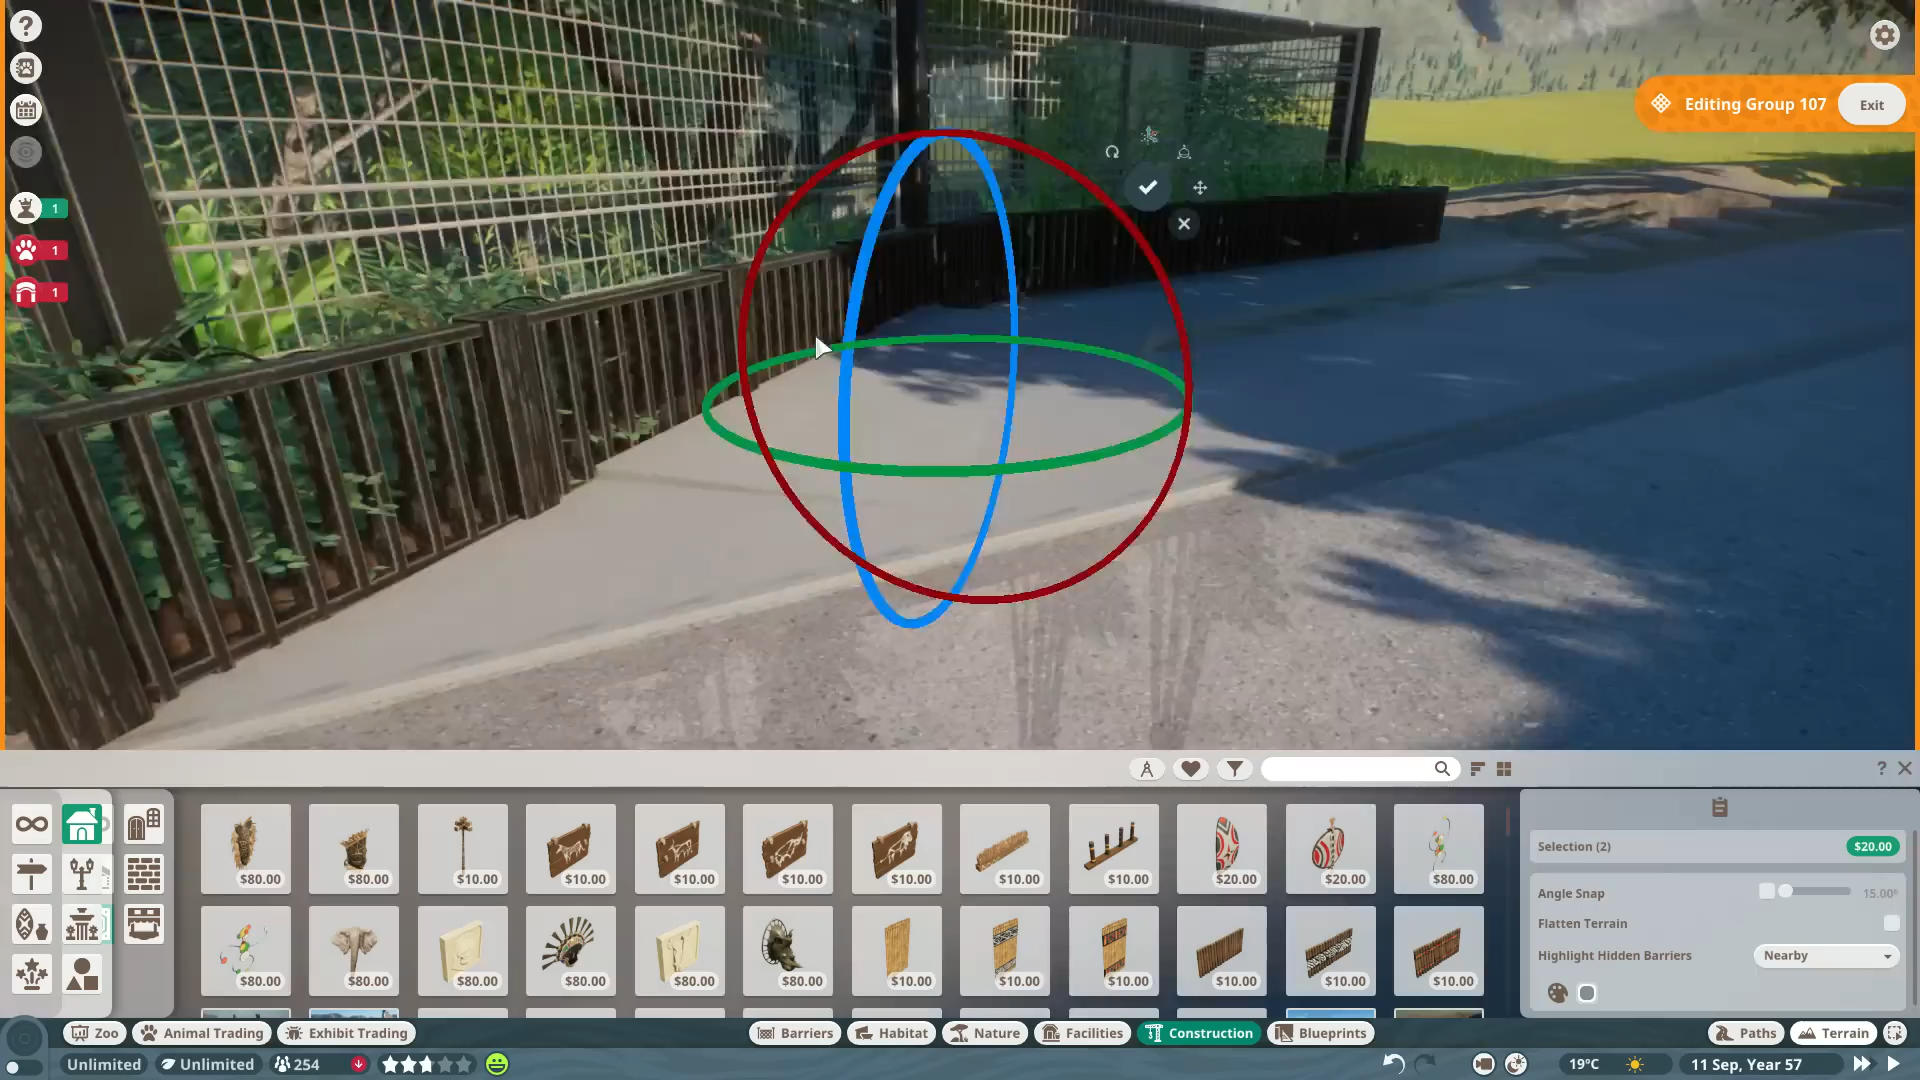 ?
1
1
1
Editing Group 107
Exit
?
$80.00
$80.00
$10.00
$10.00
$10.00
$10.00
$10.00
$10.00
$10.00
$20.00
$20.00
$80.00
$80.00
$80.00
$80.00
$80.00
$80.00
$80.00
$10.00
$10.00
$10.00
$10.00
$10.00
$10.00
Selection (2)
$20.00
Angle Snap
15.00°
Flatten Terrain
Highlight Hidden Barriers
Nearby
Zoo
Animal Trading
Exhibit Trading
Barriers
Habitat
Nature
Facilities
Construction
Blueprints
Paths
Terrain
Unlimited
Unlimited
254
19°C
11 Sep, Year 57